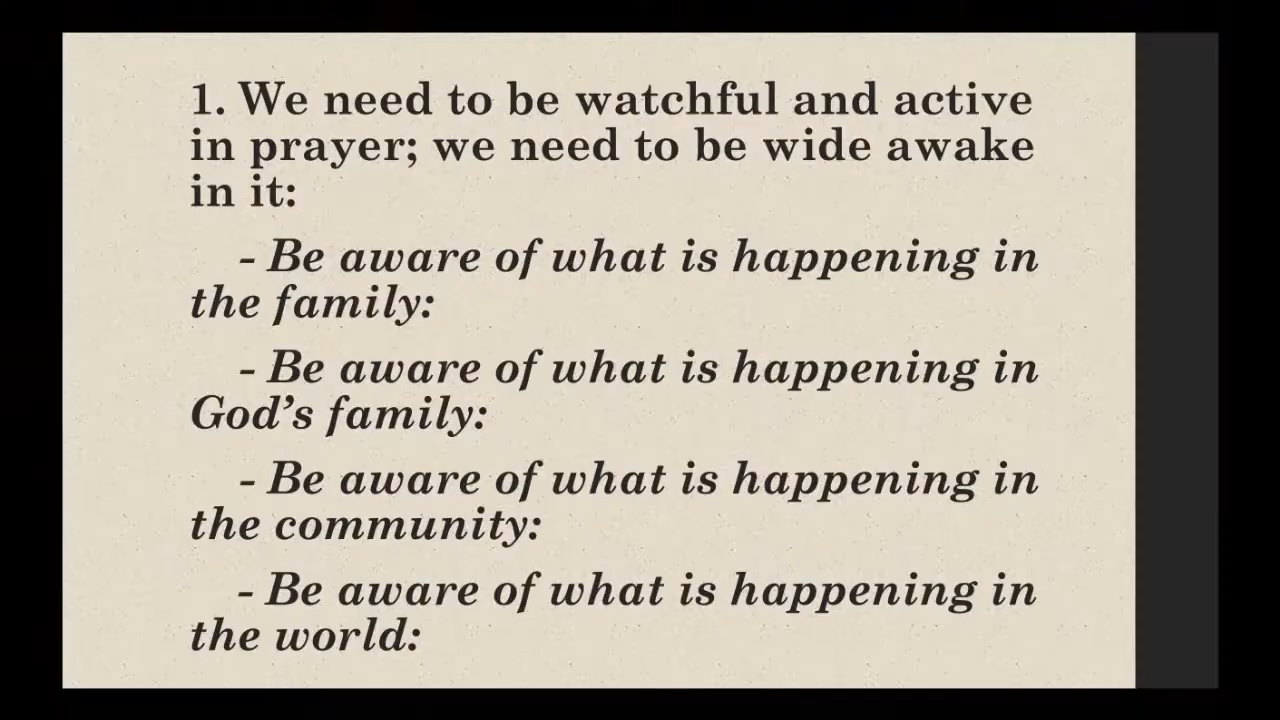 1. We need to be watchful and active
in prayer; we need to be wide awake
in it:
- Be aware of what is happening in
the family:
- Be aware of what is happening in
God’s family:
- Be aware of what is happening in
the community:
- Be aware of what is happening in
the world: